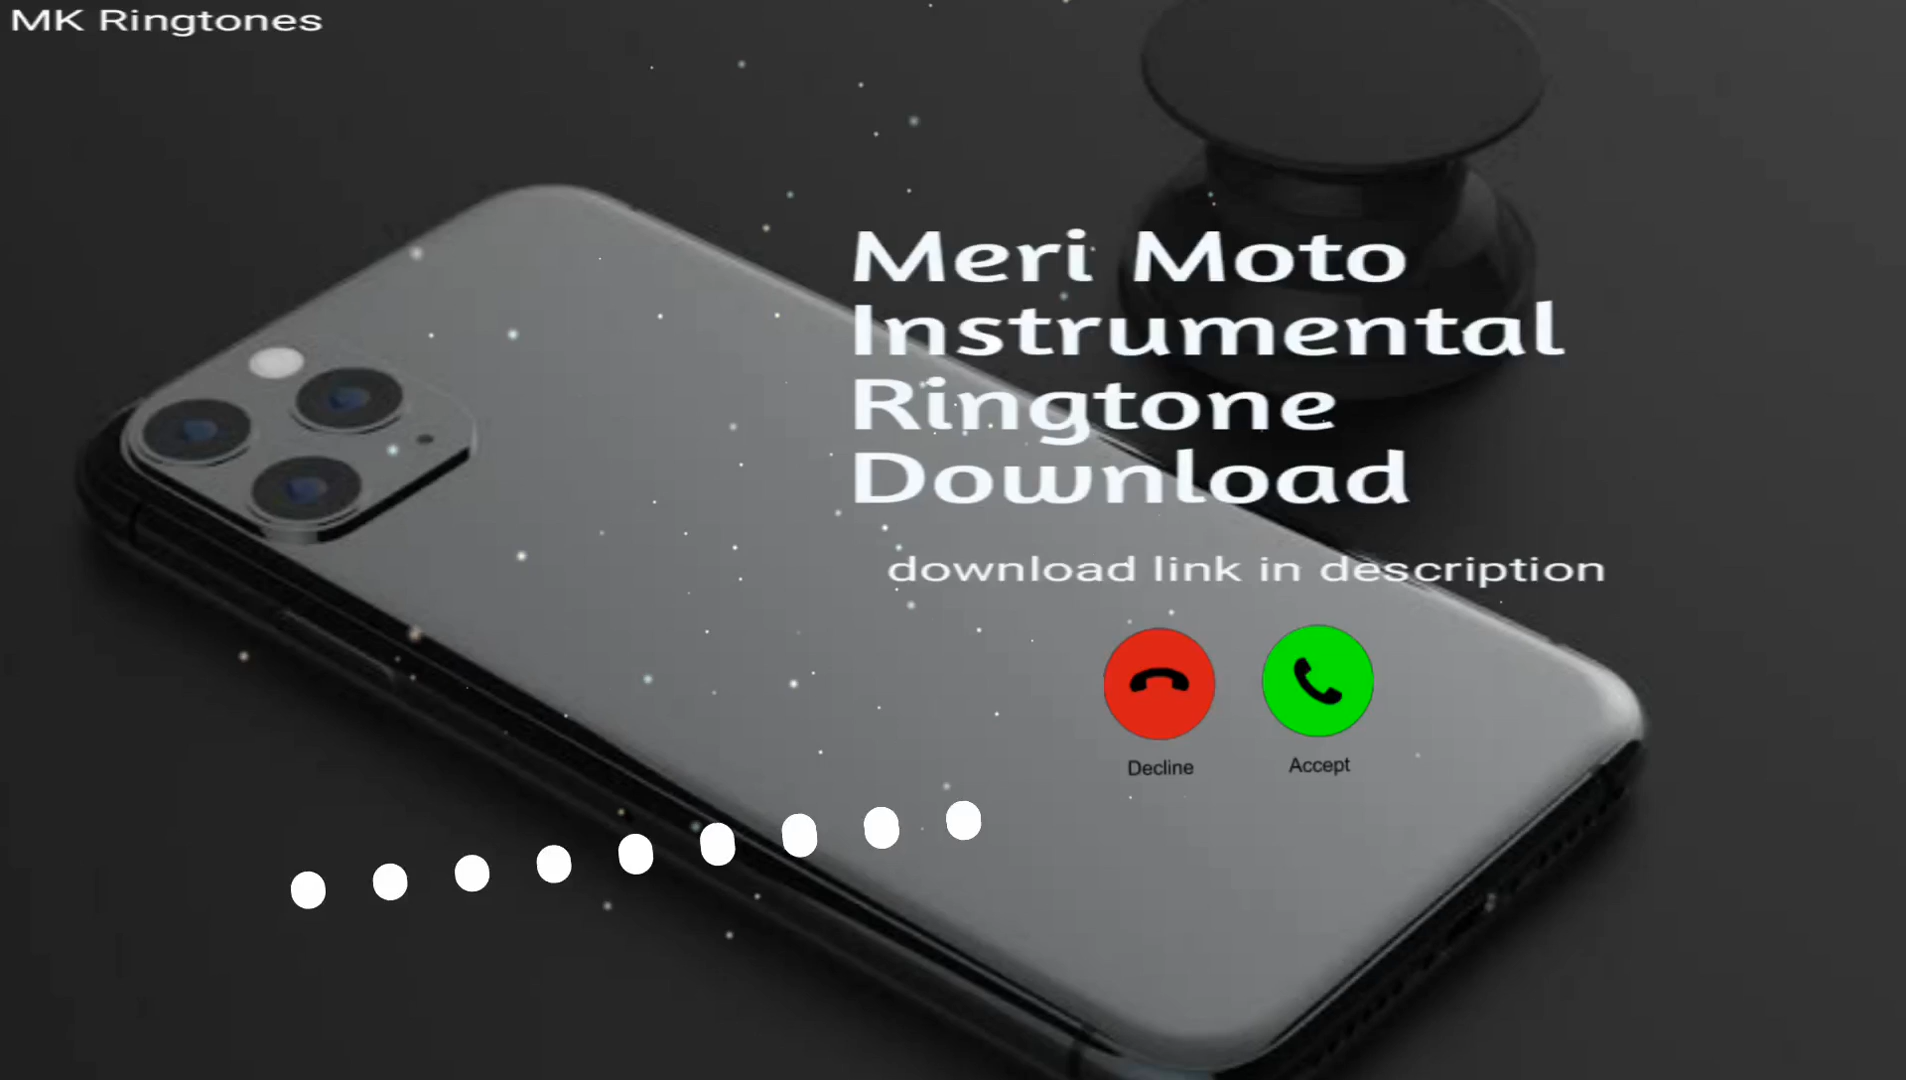 MK Ringtones
Meri Moto
Instrumental
Ringtone
Download
download link in description
Decline
Accept